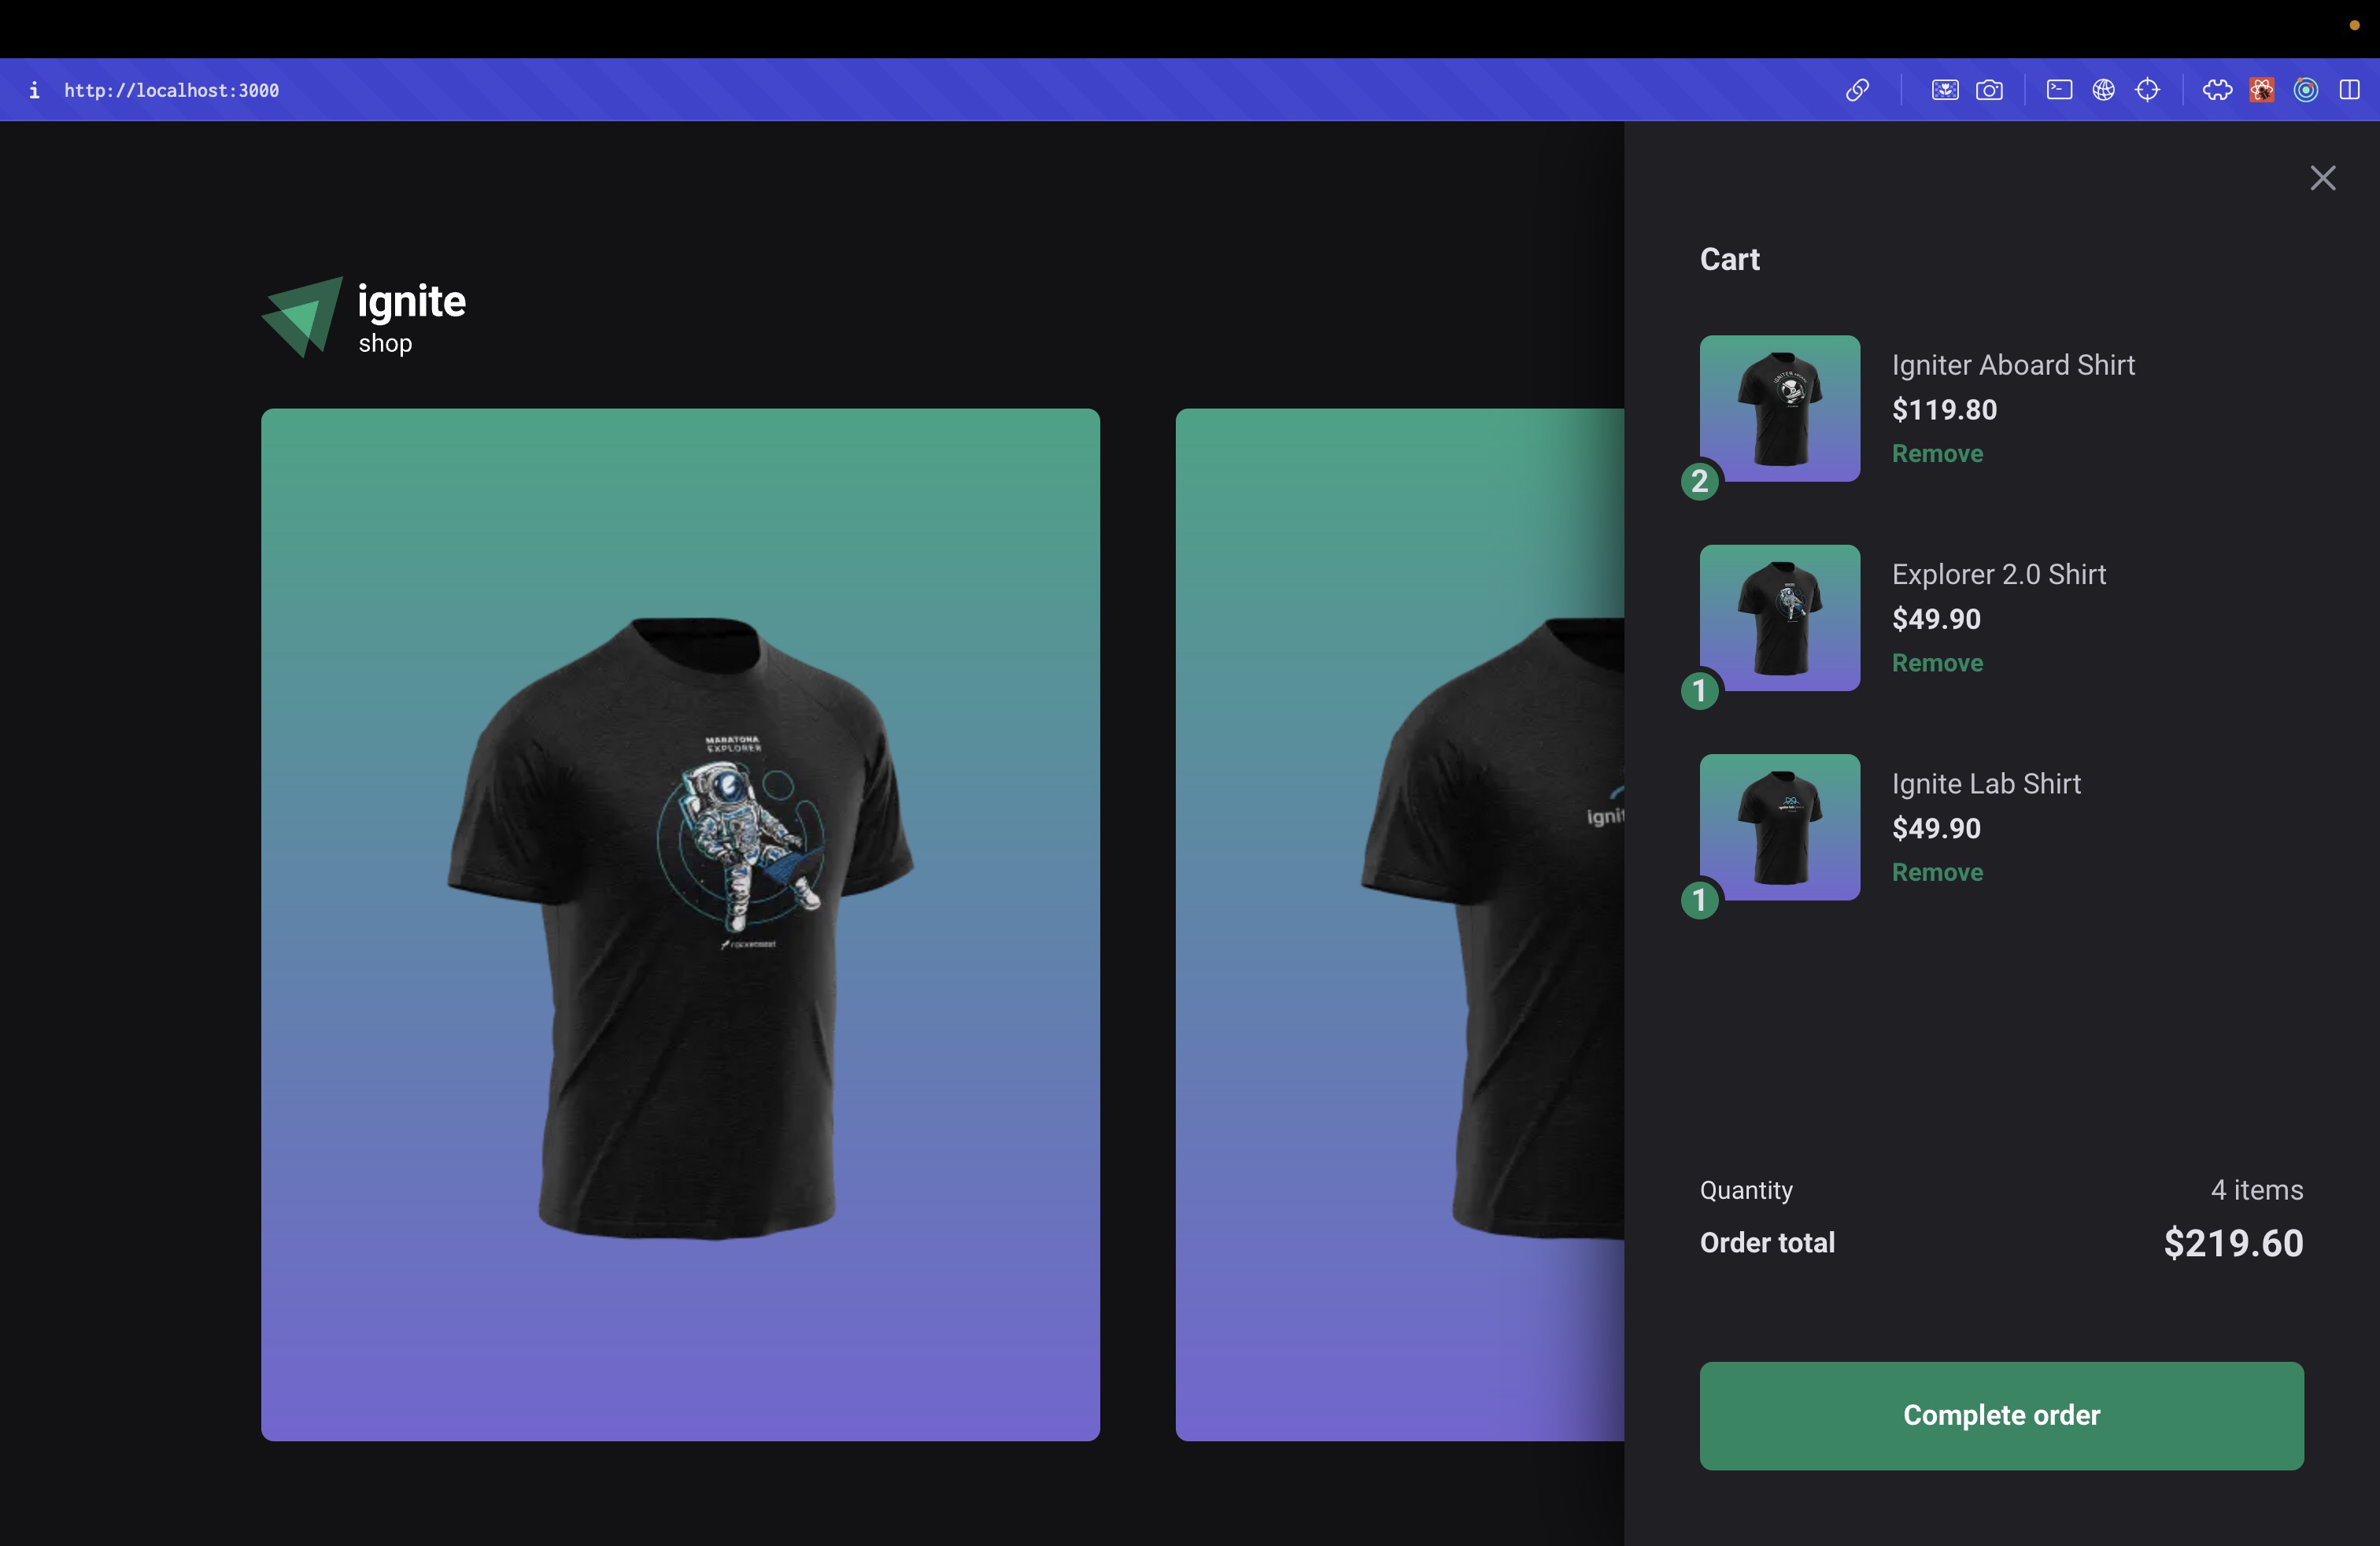 http://localhost:3000
ignite
shop
MARATONA
EXPLORER
rocketseat
ignit
Cart
2
Igniter Aboard Shirt
$119.80
Remove
1
Explorer 2.0 Shirt
$49.90
Remove
1
Ignite Lab Shirt
$49.90
Remove
Quantity
4 items
Order total
$219.60
Complete order